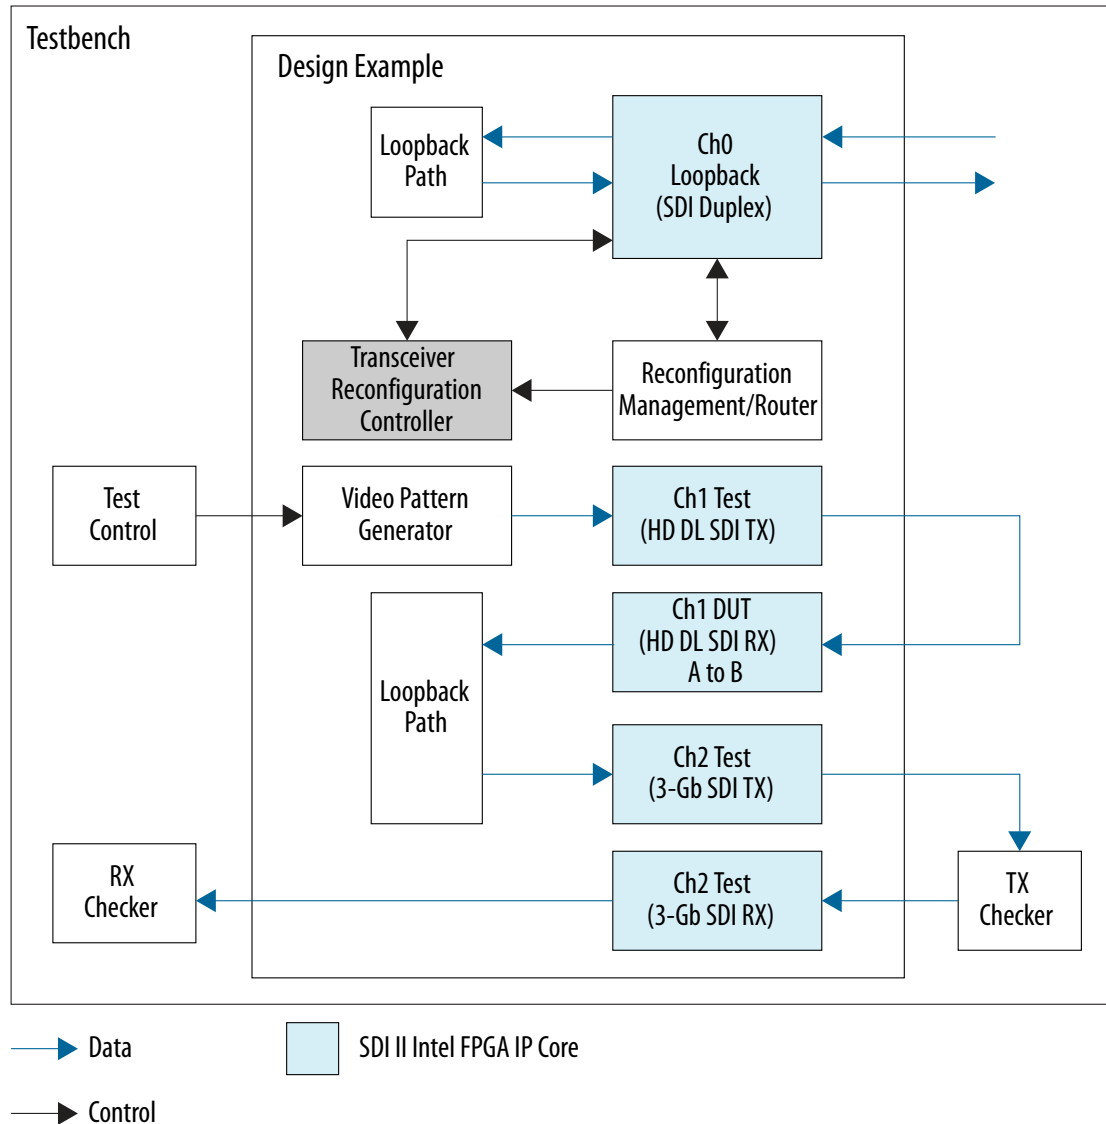 Testbench
Design Example
Loopback
Path
Ch0
Loopback
(SDI Duplex)
Transceiver
Reconfiguration
Controller
Reconfiguration
Management/Router
Test
Control
Video Pattern
Generator
Ch1 Test
(HD DL SDI TX)
Ch1 DUT
(HD DL SDI RX)
A to B
Loopback
Path
Ch2 Test
(3-Gb SDI TX)
RX
Checker
Ch2 Test
(3-Gb SDI RX)
TX
Checker
Data
SDI II Intel FPGA IP Core
Control